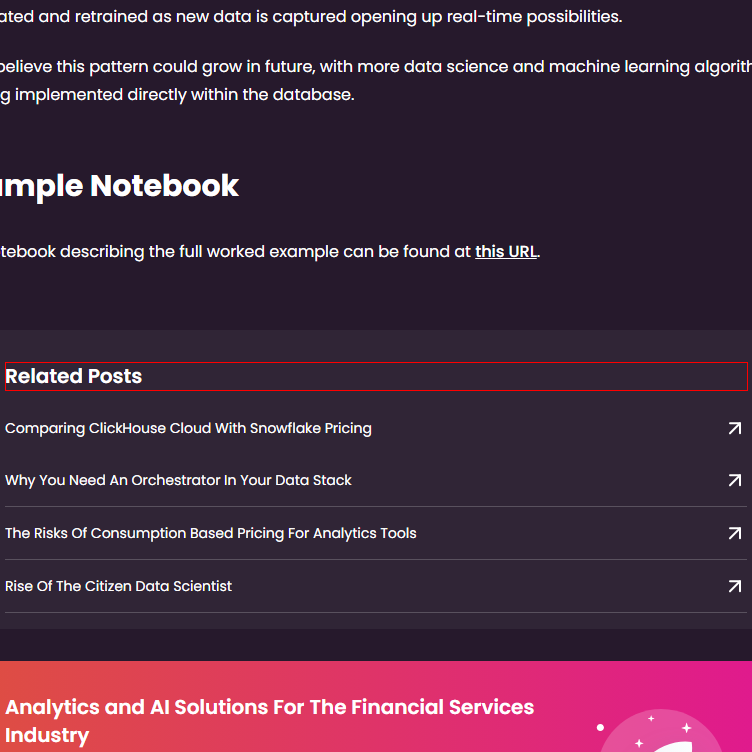 ated and retrained as new data is captured opening up real-time possibilities.
believe this pattern could grow in future, with more data science and machine learning algorith
g implemented directly within the database.
ample Notebook
tebook describing the full worked example can be found at this URL.
Related Posts
Comparing ClickHouse Cloud With Snowflake Pricing
Why You Need An Orchestrator In Your Data Stack
The Risks Of Consumption Based Pricing For Analytics Tools
Rise Of The Citizen Data Scientist
Analytics and AI Solutions For The Financial Services
Industry